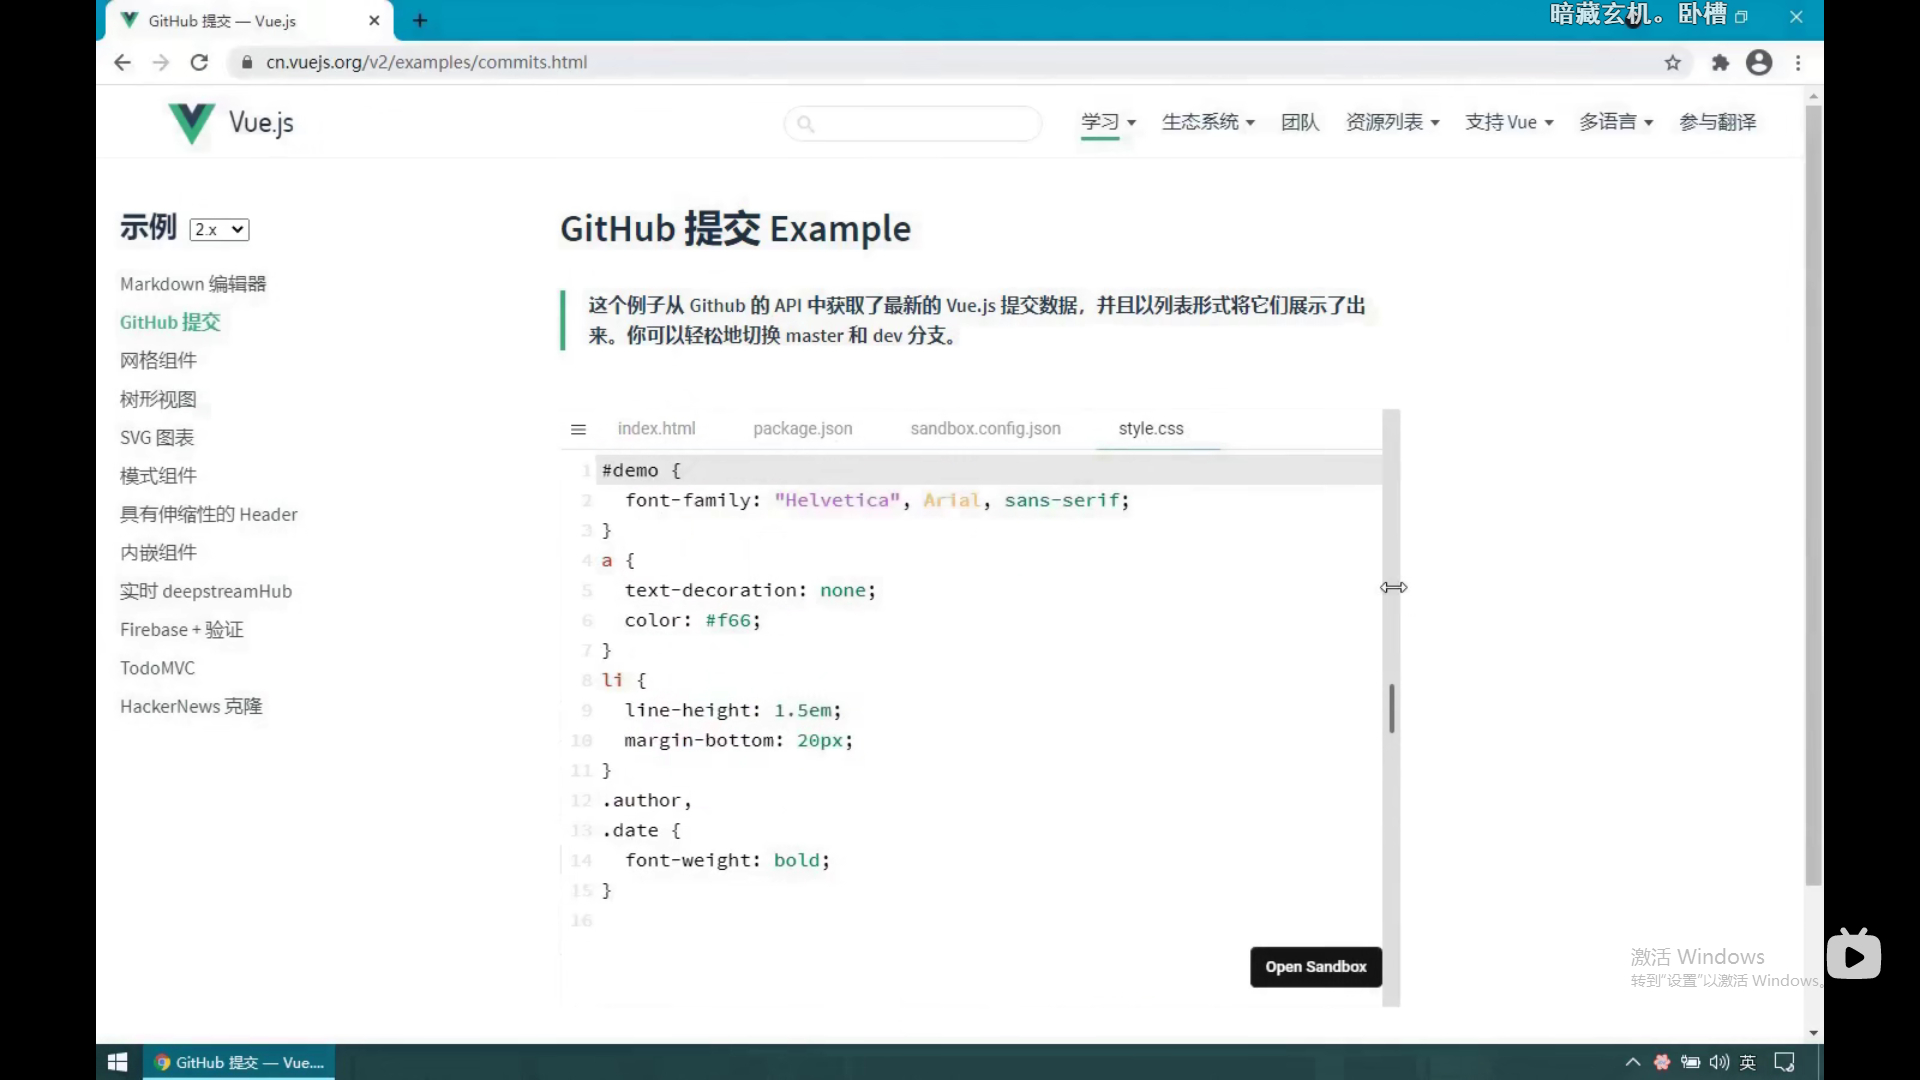 GitHub 提交 — Vue.js
暗藏玄机。卧槽
cn.vuejs.org/v2/examples/commits.html
Vue.js
学习
生态系统
团队
资源列表
支持 Vue
多语言
参与翻译
示例
2.x
Markdown 编辑器
GitHub 提交
网格组件
树形视图
SVG 图表
模式组件
具有伸缩性的 Header
内嵌组件
实时 deepstreamHub
Firebase + 验证
TodoMVC
HackerNews 克隆
GitHub 提交 Example
这个例子从 Github 的 API 中获取了最新的 Vue.js 提交数据，并且以列表形式将它们展示了出
来。你可以轻松地切换 master 和 dev 分支。
index.html
package.json
sandbox.config.json
style.css
1 #demo {
2 font-family: "Helvetica", Arial, sans-serif;
3 }
4 a {
5 text-decoration: none;
6 color: #f66;
7 }
8 li {
9 line-height: 1.5em;
10 margin-bottom: 20px;
11 }
12 .author,
13 .date {
14 font-weight: bold;
15 }
16
Open Sandbox
激活 Windows
转到"设置"以激活 Windows。
GitHub 提交 — Vue....
英